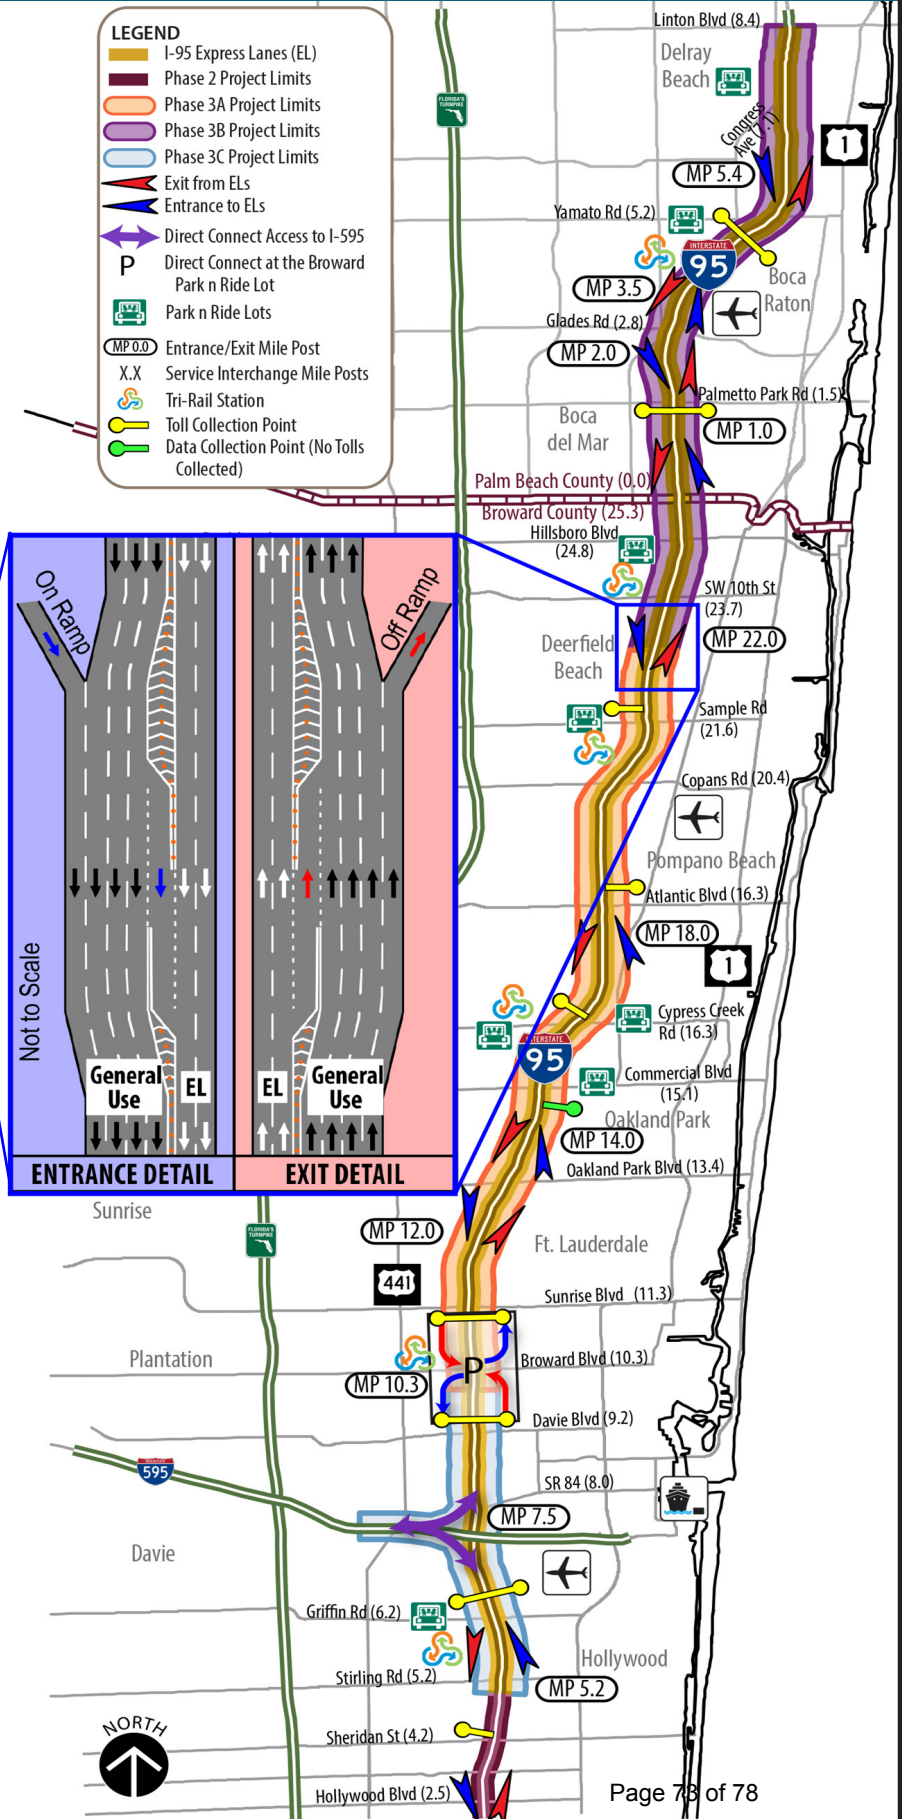 Linton Blvd (8.4)
LEGEND
I-95 Express Lanes (EL)
Phase 2 Project Limits
Phase 3A Project Limits
Phase 3B Project Limits
Phase 3C Project Limits
Exit from ELs
Entrance to ELs
Direct Connect Access to I-595
P
Direct Connect at the Broward
Park n Ride Lot
Park n Ride Lots
MP 0.0
Entrance/Exit Mile Post
X.X
Service Interchange Mile Posts
Tri-Rail Station
Toll Collection Point
Data Collection Point (No Tolls
Collected)
FLORIDA'S
TURNPIKE
Delray
Beach
Congress
Ave (7.1)
1
MP 5.4
Yamato Rd (5.2)
INTERSTATE
95
Boca
Raton
MP 3.5
Glades Rd (2.8)
MP 2.0
Palmetto Park Rd (1.5)
Boca
del Mar
MP 1.0
Palm Beach County (0.0)
Broward County (25.3)
Hillsboro Blvd
(24.8)
SW 10th St
(23.7)
Deerfield
Beach
MP 22.0
Sample Rd
(21.6)
Copans Rd (20.4)
Pompano Beach
Atlantic Blvd (16.3)
MP 18.0
1
Cypress Creek
Rd (16.3)
INTERSTATE
95
Commercial Blvd
(15.1)
Oakland Park
MP 14.0
Oakland Park Blvd (13.4)
On Ramp
Off Ramp
Not to Scale
General
Use
EL
EL
General
Use
ENTRANCE DETAIL
EXIT DETAIL
Sunrise
FLORIDA'S
TURNPIKE
MP 12.0
Ft. Lauderdale
441
Sunrise Blvd (11.3)
Plantation
P
Broward Blvd (10.3)
MP 10.3
Davie Blvd (9.2)
595
SR 84 (8.0)
MP 7.5
Davie
Griffin Rd (6.2)
Hollywood
Stirling Rd (5.2)
MP 5.2
NORTH
Sheridan St (4.2)
Hollywood Blvd (2.5)
Page 73 of 78